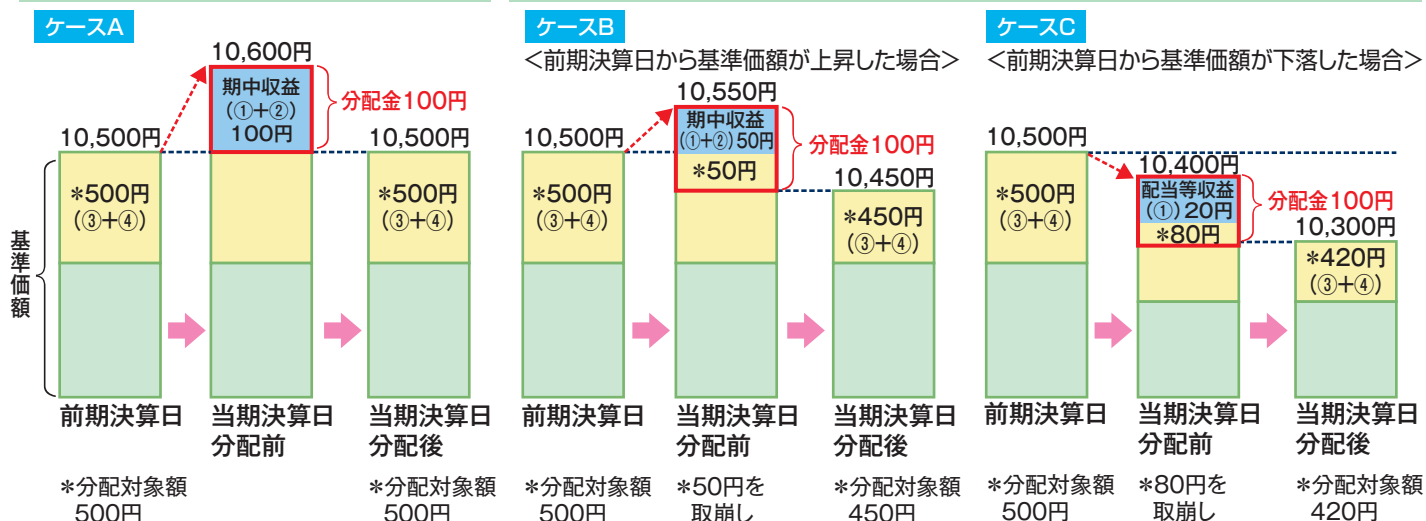 ケースA
10,600円
期中収益
(①+②)
100円
分配金100円
10,500円
10,500円
*500円
(③+④)
*500円
(③+④)
基準価額
前期決算日
当期決算日
分配前
当期決算日
分配後
*分配対象額
500円
*分配対象額
500円
ケースB
<前期決算日から基準価額が上昇した場合>
10,550円
期中収益
(①+②)50円
*50円
分配金100円
10,500円
10,450円
*500円
(③+④)
*450円
(③+④)
前期決算日
当期決算日
分配前
当期決算日
分配後
*分配対象額
500円
*50円を
取崩し
*分配対象額
450円
ケースC
<前期決算日から基準価額が下落した場合>
10,500円
10,400円
配当等収益
(①)20円
*80円
分配金100円
10,300円
*500円
(③+④)
*420円
(③+④)
前期決算日
当期決算日
分配前
当期決算日
分配後
*分配対象額
500円
*80円を
取崩し
*分配対象額
420円